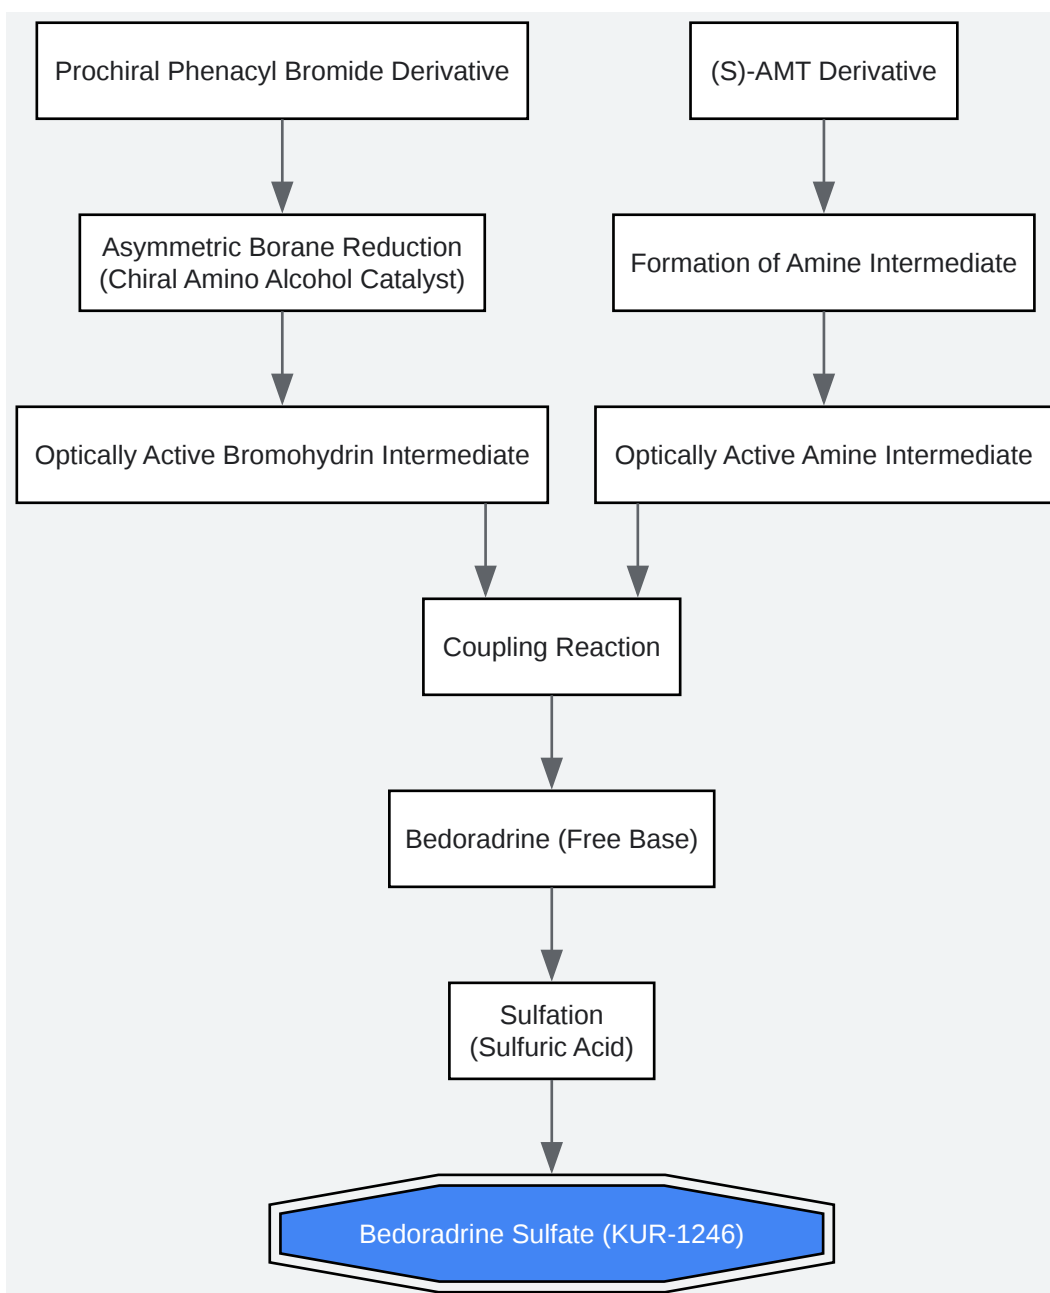 Prochiral Phenacyl Bromide Derivative
(S)-AMT Derivative
Asymmetric Borane Reduction
(Chiral Amino Alcohol Catalyst)
Formation of Amine Intermediate
Optically Active Bromohydrin Intermediate
Optically Active Amine Intermediate
Coupling Reaction
Bedoradrine (Free Base)
Sulfation
(Sulfuric Acid)
Bedoradrine Sulfate (KUR-1246)